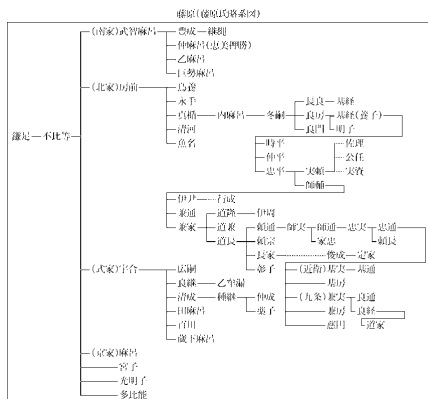 藤原(藤原氏略系図)
(南家)武智麻呂 豊成 継縄
仲麻呂(恵美押勝)
乙麻呂
巨勢麻呂
(北家)房前 鳥養
永手
真楯 内麻呂 冬嗣 長良 基経
清河 良房 基経(養子)
魚名 良門 明子
鎌足 不比等
時平 佐理
仲平 公任
忠平 実頼 実資
師輔
伊尹 行成
兼通 道隆 伊周
兼家 道兼 頼通 師実 師通 忠実 忠通
道長 頼宗 家忠 頼長
長家 俊成 定家
彰子 (近衛)基実 基通
(式家)宇合 広嗣 基房
良継 乙牟漏 (九条)兼実 良通
清成 種継 仲成 兼房 良経
田麻呂 薬子 慈円 道家
百川
蔵下麻呂
(京家)麻呂
宮子
光明子
多比能